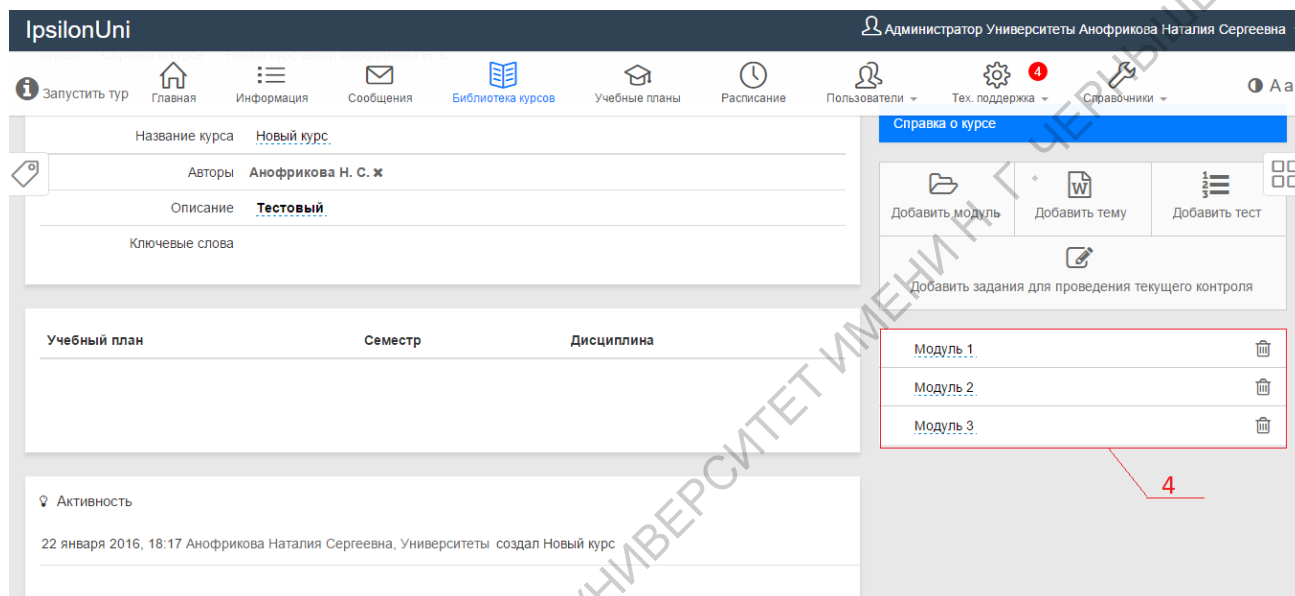 IpsilonUni
Администратор Университеты Анофрикова Наталия Сергеевна
Запустить тур
Главная
Информация
Сообщения
Библиотека курсов
Учебные планы
Расписание
Пользователи
Тех. поддержка
4
Справочники
Aa
Название курса Новый курс
Авторы Анофрикова Н. С. ×
Описание Тестовый
Ключевые слова
Справка о курсе
Добавить модуль
Добавить тему
Добавить тест
Добавить задания для проведения текущего контроля
Учебный план Семестр Дисциплина
Модуль 1
Модуль 2
Модуль 3
4
Активность
22 января 2016, 18:17 Анофрикова Наталия Сергеевна, Университеты создал Новый курс
УНИВЕРСИТЕТ ИМЕНИ Н. Г. ЧЕРНЫШЕ